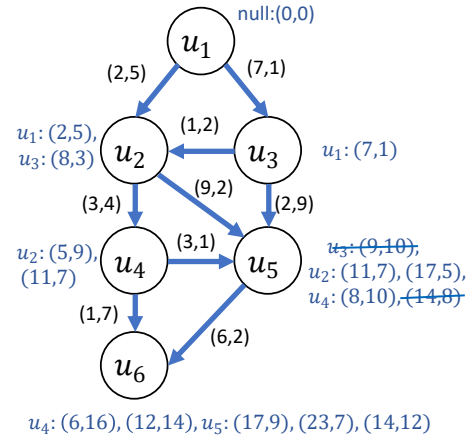 null:(0,0)
u₁
(2,5)
(7,1)
u₁: (2,5),
u₃: (8,3)
u₂
(1,2)
u₃
u₁: (7,1)
(9,2)
(3,4)
(2,9)
u₂: (5,9),
(11,7)
u₄
(3,1)
u₅
u₃: (9,10),
u₂: (11,7), (17,5),
u₄: (8,10), (14,8)
(1,7)
(6,2)
u₆
u₄: (6,16), (12,14), u₅: (17,9), (23,7), (14,12)